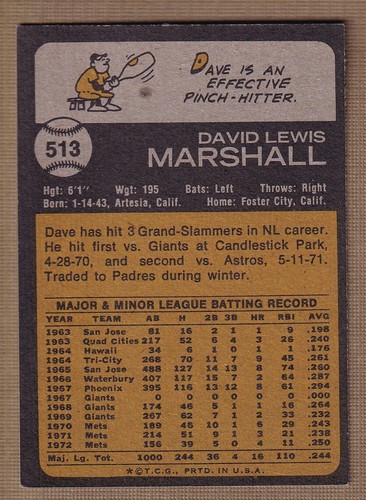 DAVE IS AN
EFFECTIVE
PINCH-HITTER.
513
DAVID LEWIS
MARSHALL
Hgt: 6'1" Wgt: 195 Bats: Left Throws: Right
Born: 1-14-43, Artesia, Calif. Home: Foster City, Calif.
Dave has hit 3 Grand-Slammers in NL career.
He hit first vs. Giants at Candlestick Park,
4-28-70, and second vs. Astros, 5-11-71.
Traded to Padres during winter.
MAJOR & MINOR LEAGUE BATTING RECORD
YEAR TEAM AB H 2B 3B HR RBI AVG
1963 San Jose 81 16 2 1 1 9 .198
1963 Quad Cities 217 52 6 4 3 26 .240
1964 Hawaii 34 6 1 0 1 1 .176
1964 Tri-City 268 70 11 7 9 45 .261
1965 San Jose 488 127 14 13 8 74 .260
1966 Waterbury 407 117 15 7 2 64 .287
1967 Phoenix 395 116 13 12 8 61 .294
1967 Giants 0 0 0 0 0 0 .000
1968 Giants 174 46 5 1 1 16 .264
1969 Giants 267 62 7 1 2 33 .232
1970 Mets 189 46 10 1 6 29 .243
1971 Mets 214 51 9 1 3 21 .238
1972 Mets 156 39 5 0 4 11 .250
Maj. Lg. Tot. 1000 244 36 4 16 110 .244
*©T.C.G., PRTD. IN U.S.A.